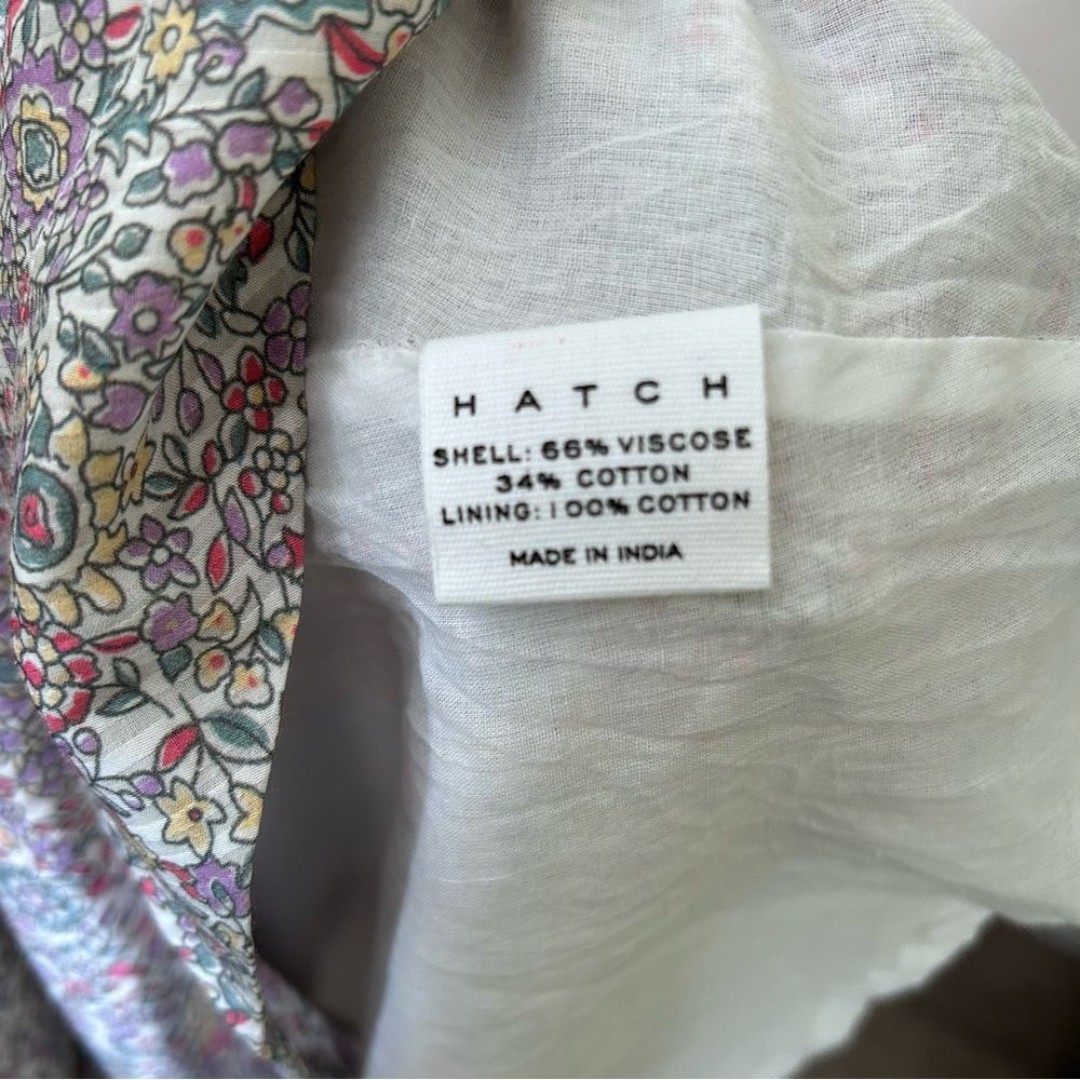 HATCH
SHELL: 66% VISCOSE
34% COTTON
LINING: 100% COTTON
MADE IN INDIA